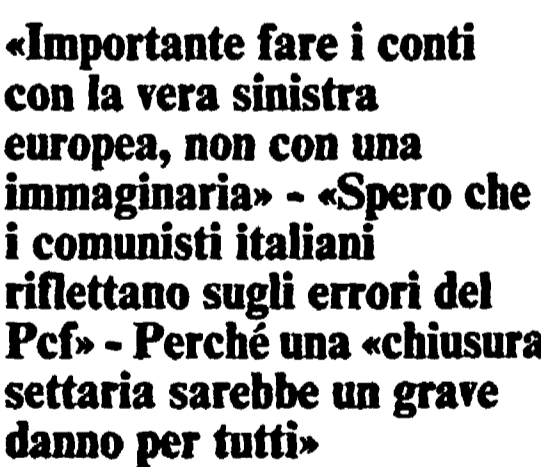 «Importante fare i conti
con la vera sinistra
europea, non con una
immaginaria» - «Spero che
i comunisti italiani
riflettano sugli errori del
Pcf» - Perché una «chiusura
settaria sarebbe un grave
danno per tutti»